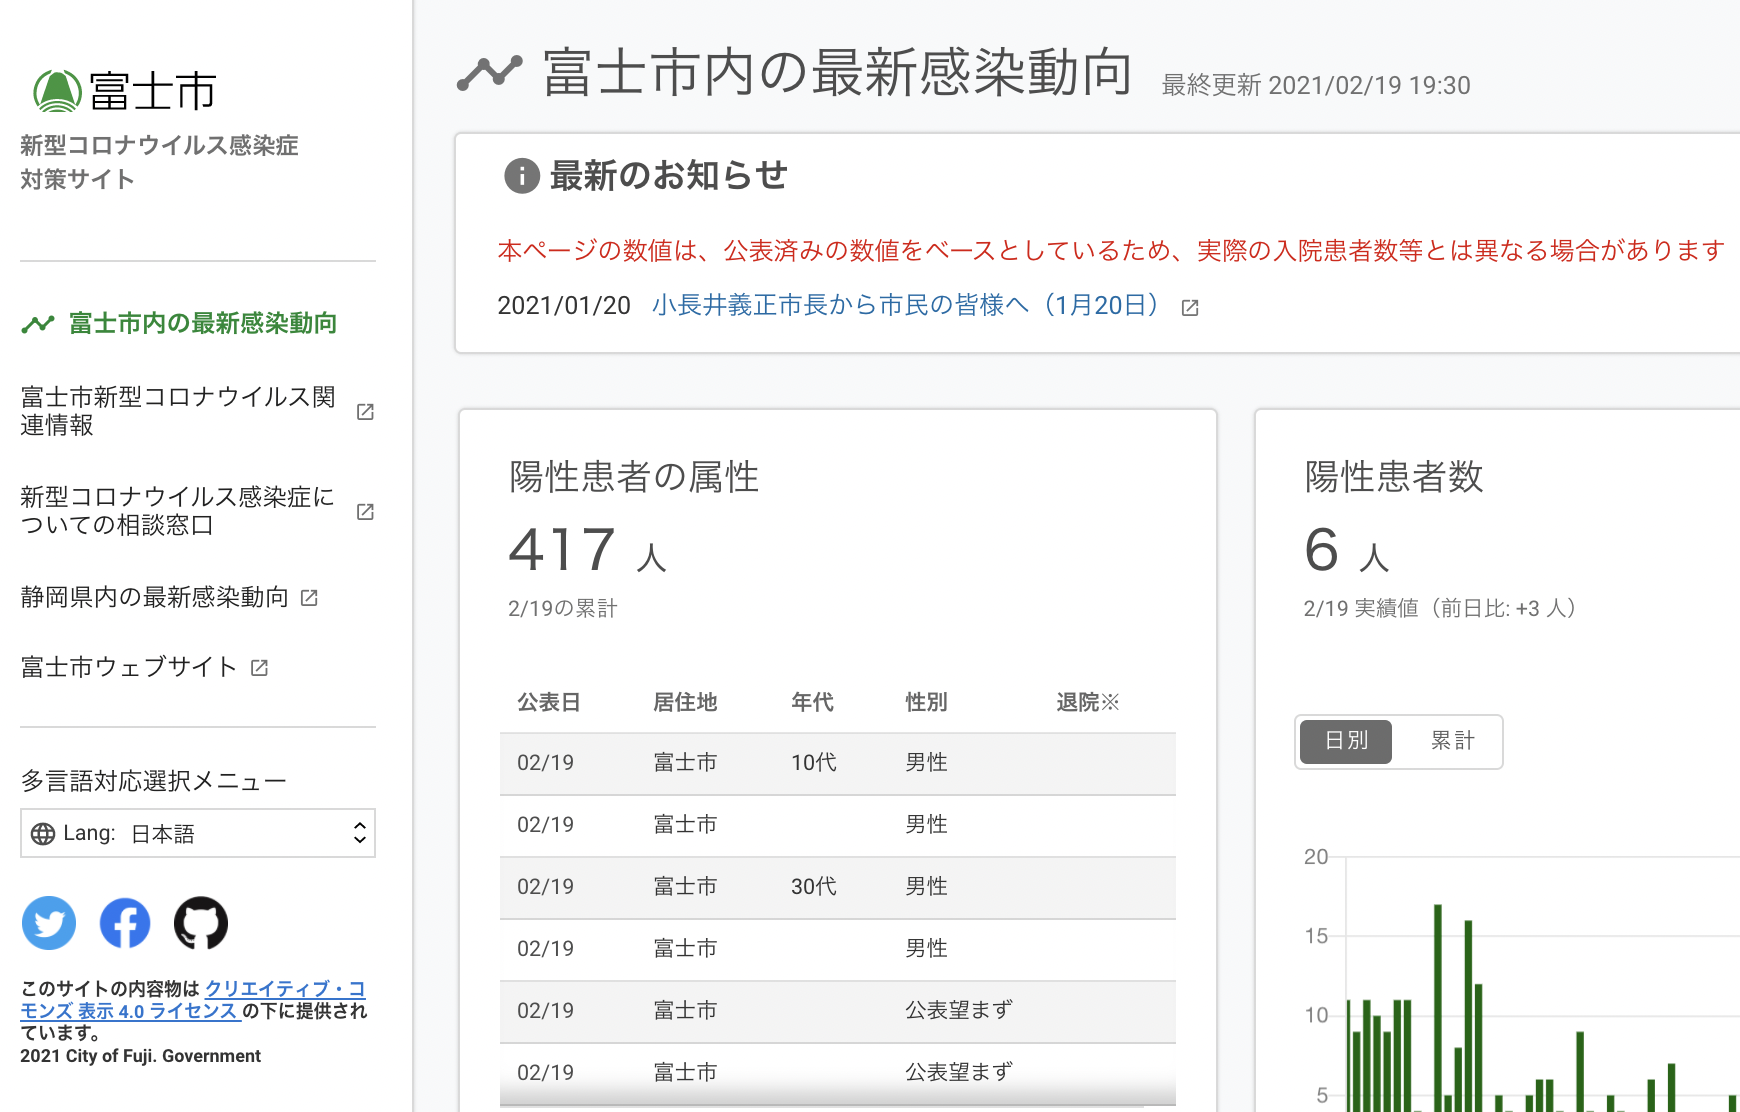 富士市
新型コロナウイルス感染症
対策サイト
富士市内の最新感染動向
富士市新型コロナウイルス関
連情報
新型コロナウイルス感染症に
ついての相談窓口
静岡県内の最新感染動向
富士市ウェブサイト
多言語対応選択メニュー
Lang: 日本語
このサイトの内容物は クリエイティブ・コ
モンズ 表示 4.0 ライセンス の下に提供され
ています。
2021 City of Fuji. Government
富士市内の最新感染動向 最終更新 2021/02/19 19:30
最新のお知らせ
本ページの数値は、公表済みの数値をベースとしているため、実際の入院患者数等とは異なる場合があります
2021/01/20 小長井義正市長から市民の皆様へ（1月20日）
陽性患者の属性
417 人
2/19の累計
公表日 居住地 年代 性別 退院※
02/19 富士市 10代 男性
02/19 富士市 男性
02/19 富士市 30代 男性
02/19 富士市 男性
02/19 富士市 公表望まず
02/19 富士市 公表望まず
陽性患者数
6 人
2/19 実績値（前日比: +3 人）
日別 累計
20
15
10
5